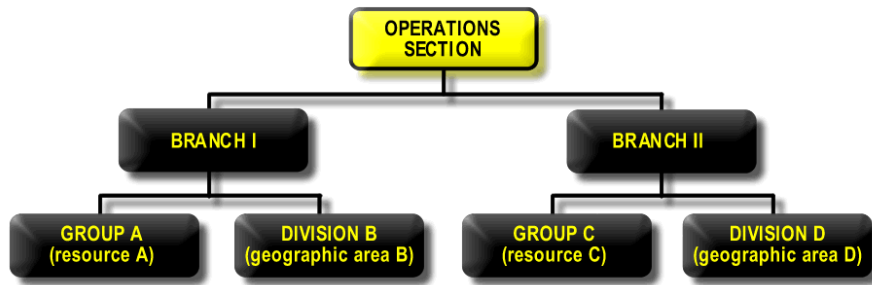 OPERATIONS
SECTION
BRANCH I
BRANCH II
GROUP A
(resource A)
DIVISION B
(geographic area B)
GROUP C
(resource C)
DIVISION D
(geographic area D)